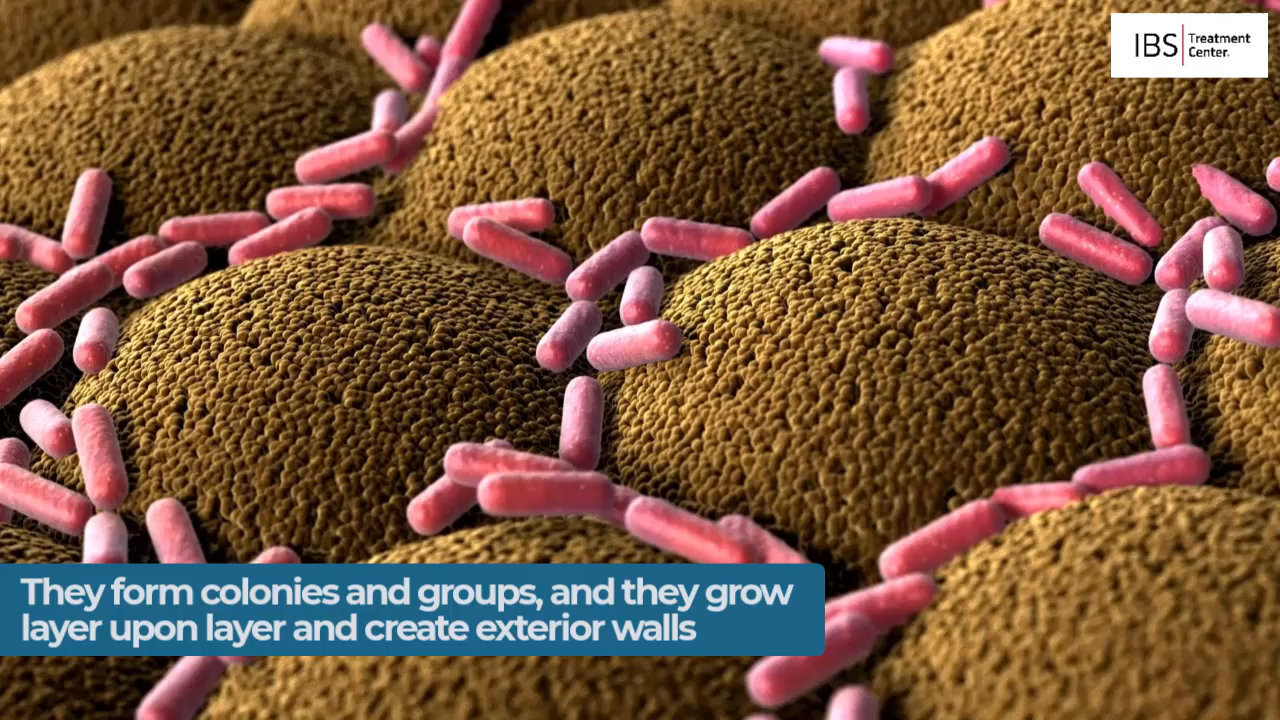 IBS Treatment
Center.
They form colonies and groups, and they grow
layer upon layer and create exterior walls